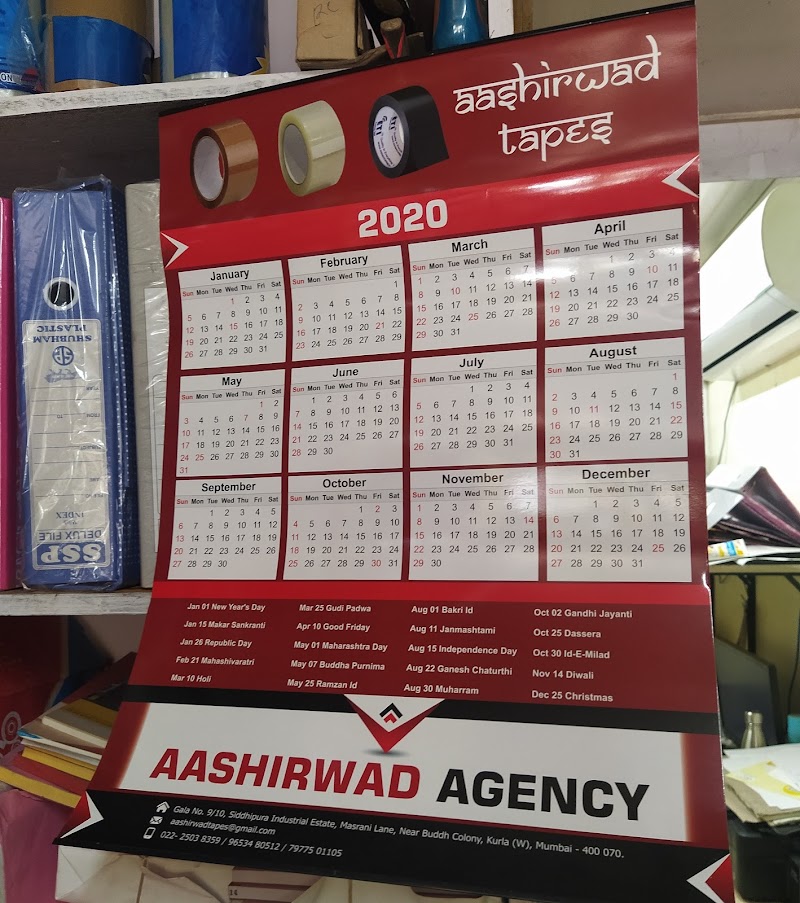 aashirwad
tapes
2020
January
Sun Mon Tue Wed Thu Fri Sat
1 2 3 4
5 6 7 8 9 10 11
12 13 14 15 16 17 18
19 20 21 22 23 24 25
26 27 28 29 30 31
February
Sun Mon Tue Wed Thu Fri Sat
1
2 3 4 5 6 7 8
9 10 11 12 13 14 15
16 17 18 19 20 21 22
23 24 25 26 27 28 29
March
Sun Mon Tue Wed Thu Fri Sat
1 2 3 4 5 6 7
8 9 10 11 12 13 14
15 16 17 18 19 20 21
22 23 24 25 26 27 28
29 30 31
April
Sun Mon Tue Wed Thu Fri Sat
1 2 3 4
5 6 7 8 9 10 11
12 13 14 15 16 17 18
19 20 21 22 23 24 25
26 27 28 29 30
May
Sun Mon Tue Wed Thu Fri Sat
1 2
3 4 5 6 7 8 9
10 11 12 13 14 15 16
17 18 19 20 21 22 23
24 25 26 27 28 29 30
31
June
Sun Mon Tue Wed Thu Fri Sat
1 2 3 4 5 6
7 8 9 10 11 12 13
14 15 16 17 18 19 20
21 22 23 24 25 26 27
28 29 30
July
Sun Mon Tue Wed Thu Fri Sat
1 2 3 4
5 6 7 8 9 10 11
12 13 14 15 16 17 18
19 20 21 22 23 24 25
26 27 28 29 30 31
August
Sun Mon Tue Wed Thu Fri Sat
1
2 3 4 5 6 7 8
9 10 11 12 13 14 15
16 17 18 19 20 21 22
23 24 25 26 27 28 29
30 31
September
Sun Mon Tue Wed Thu Fri Sat
1 2 3 4 5
6 7 8 9 10 11 12
13 14 15 16 17 18 19
20 21 22 23 24 25 26
27 28 29 30
October
Sun Mon Tue Wed Thu Fri Sat
1 2 3
4 5 6 7 8 9 10
11 12 13 14 15 16 17
18 19 20 21 22 23 24
25 26 27 28 29 30 31
November
Sun Mon Tue Wed Thu Fri Sat
1 2 3 4 5 6 7
8 9 10 11 12 13 14
15 16 17 18 19 20 21
22 23 24 25 26 27 28
29 30
December
Sun Mon Tue Wed Thu Fri Sat
1 2 3 4 5
6 7 8 9 10 11 12
13 14 15 16 17 18 19
20 21 22 23 24 25 26
27 28 29 30 31
Jan 01 New Year's Day
Jan 15 Makar Sankranti
Jan 26 Republic Day
Feb 21 Mahashivaratri
Mar 10 Holi
Mar 25 Gudi Padwa
Apr 10 Good Friday
May 01 Maharashtra Day
May 07 Buddha Purnima
May 25 Ramzan Id
Aug 01 Bakri Id
Aug 11 Janmashtami
Aug 15 Independence Day
Aug 22 Ganesh Chaturthi
Aug 30 Muharram
Oct 02 Gandhi Jayanti
Oct 25 Dassera
Oct 30 Id-E-Milad
Nov 14 Diwali
Dec 25 Christmas
AASHIRWAD AGENCY
Gala No. 9/10, Siddhipura Industrial Estate, Masrani Lane, Near Buddh Colony, Kurla (W), Mumbai - 400 070.
aashirwadtapes@gmail.com
022- 2503 8359 / 96534 80512 / 79775 01105
SHUBHAM
PLASTIC
INDEX
DELUX FILE
SSP